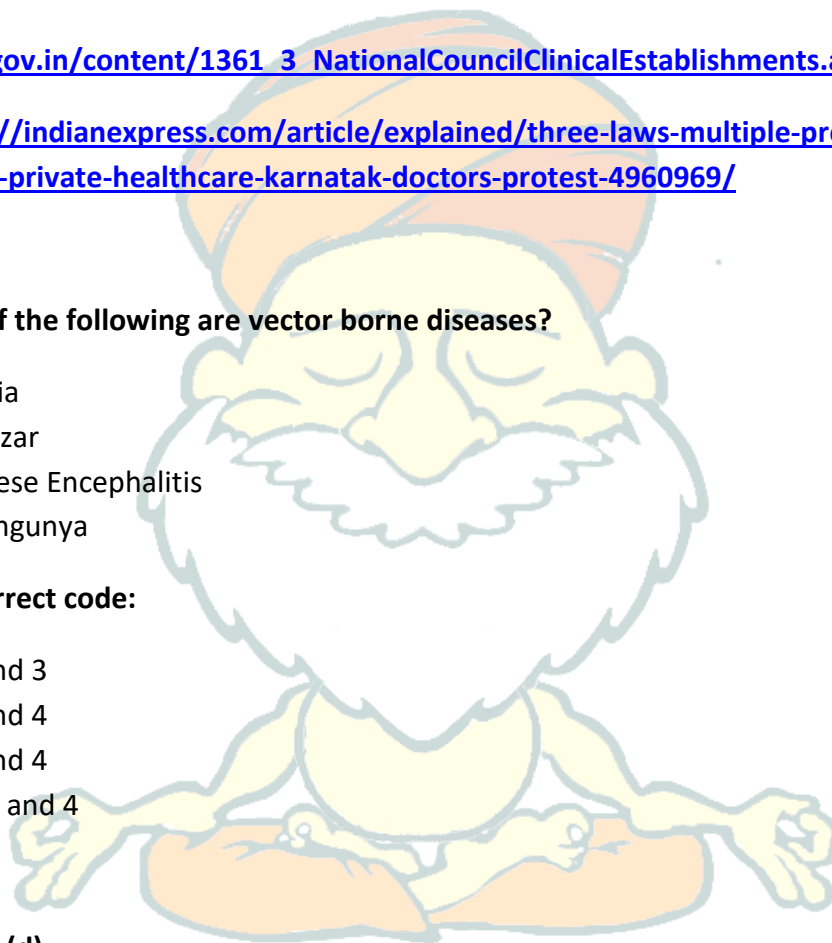 gov.in/content/1361_3_NationalCouncilClinicalEstablishments.a
//indianexpress.com/article/explained/three-laws-multiple-pr
-private-healthcare-karnatak-doctors-protest-4960969/
f the following are vector borne diseases?
ia
zar
ese Encephalitis
ngunya
rrect code:
nd 3
nd 4
nd 4
and 4
(d)